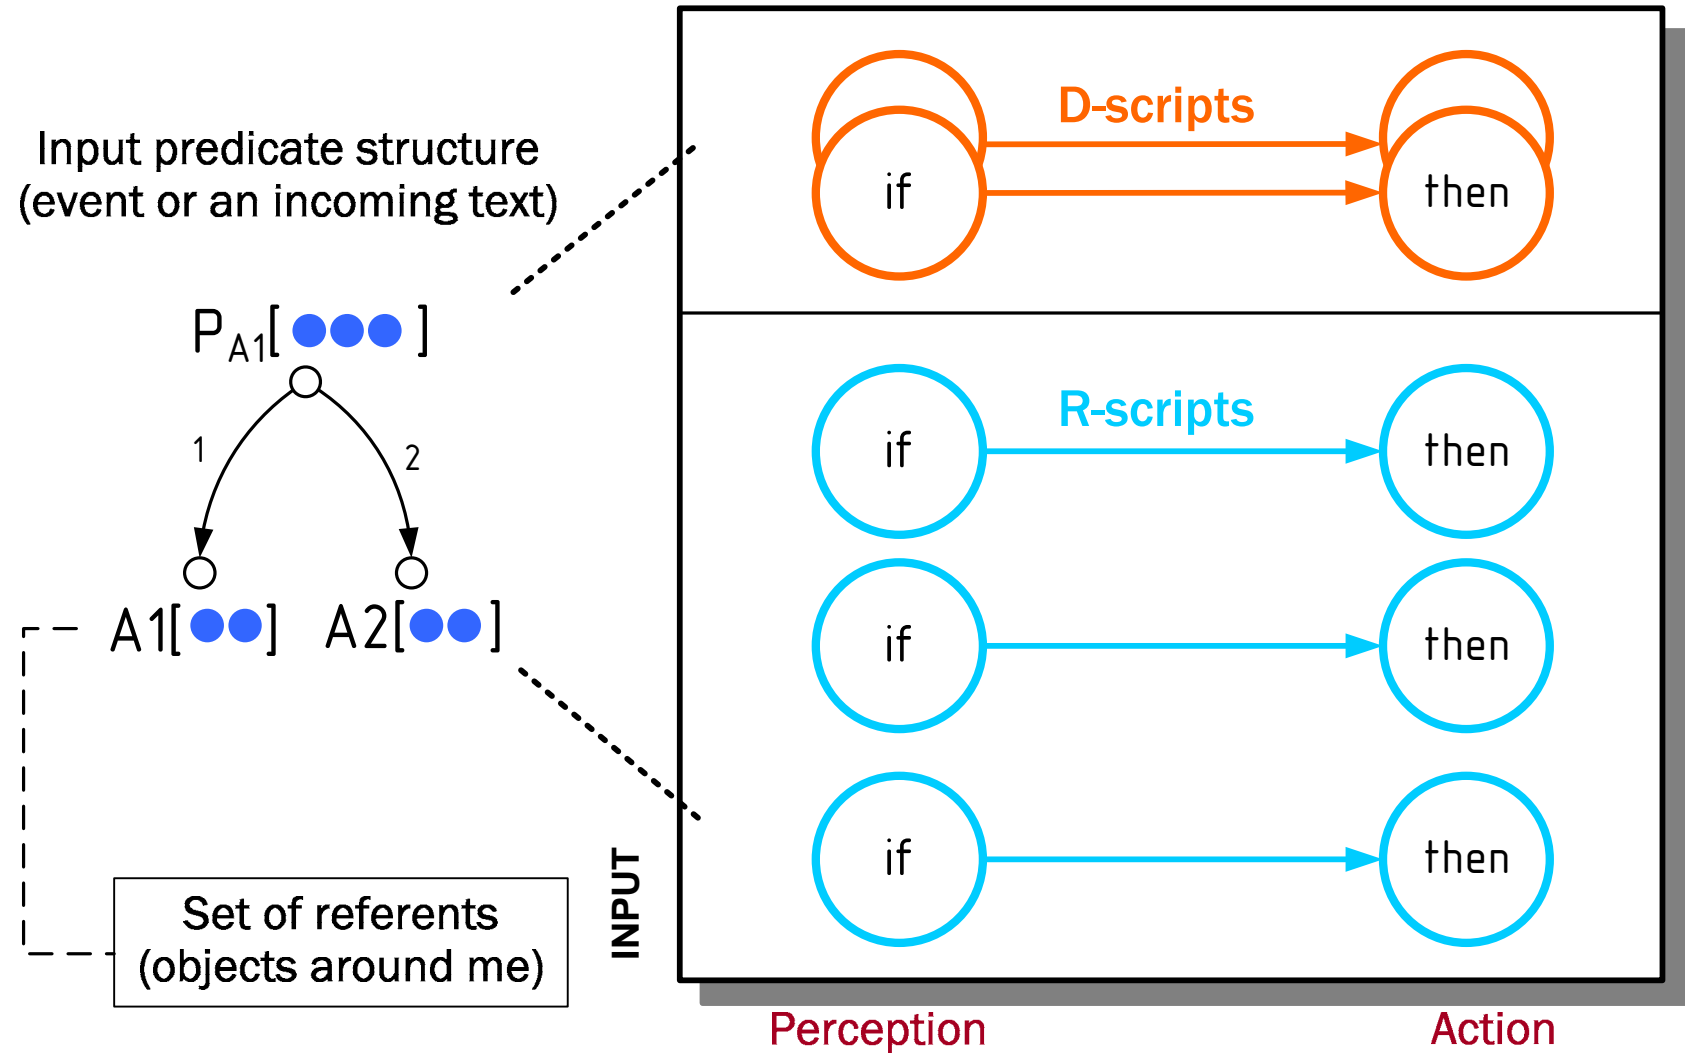 Input predicate structure
(event or an incoming text)
PA1[ ]
1
2
A1[ ]
A2[ ]
Set of referents
(objects around me)
INPUT
D-scripts
if
then
R-scripts
if
then
if
then
if
then
Perception
Action